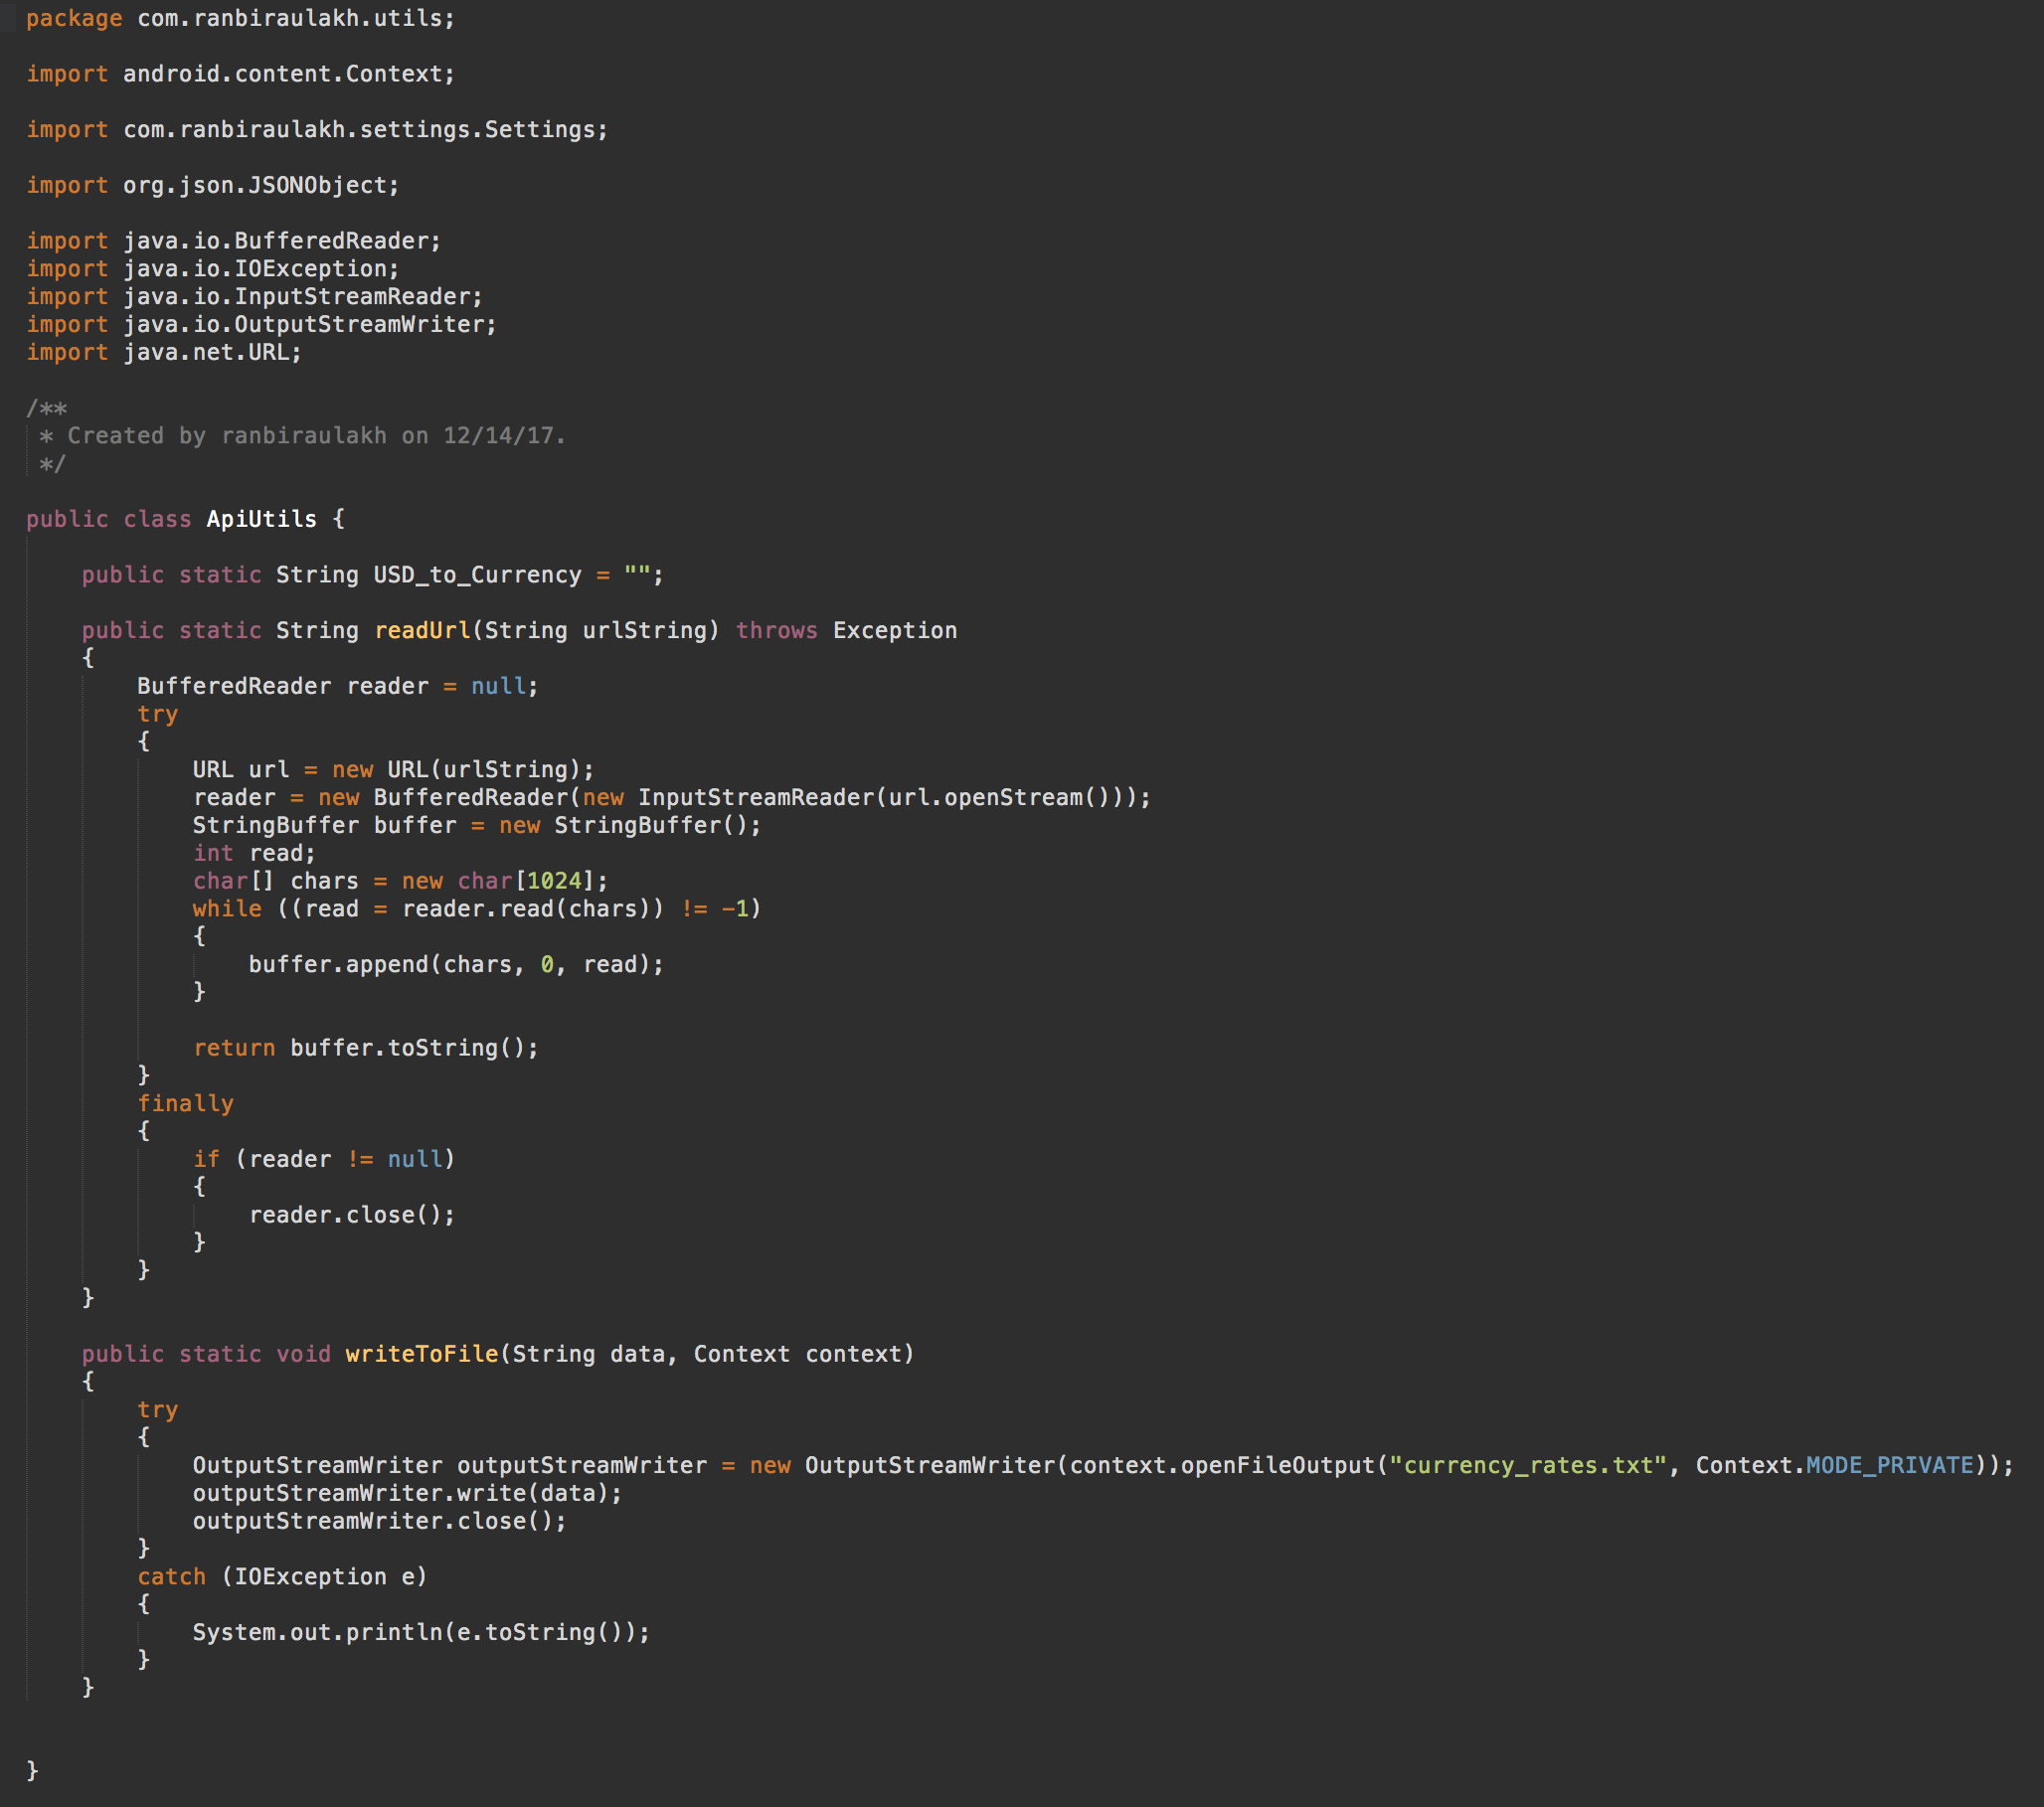 package com.ranbiraulakh.utils;
import android.content.Context;
import com.ranbiraulakh.settings.Settings;
import org.json.JSONObject;
import java.io.BufferedReader;
import java.io.IOException;
import java.io.InputStreamReader;
import java.io.OutputStreamWriter;
import java.net.URL;
/**
 * Created by ranbiraulakh on 12/14/17.
 */
public class ApiUtils {
    public static String USD_to_Currency = "";
    public static String readUrl(String urlString) throws Exception
    {
        BufferedReader reader = null;
        try
        {
            URL url = new URL(urlString);
            reader = new BufferedReader(new InputStreamReader(url.openStream()));
            StringBuffer buffer = new StringBuffer();
            int read;
            char[] chars = new char[1024];
            while ((read = reader.read(chars)) != -1)
            {
                buffer.append(chars, 0, read);
            }
            return buffer.toString();
        }
        finally
        {
            if (reader != null)
            {
                reader.close();
            }
        }
    }
    public static void writeToFile(String data, Context context)
    {
        try
        {
            OutputStreamWriter outputStreamWriter = new OutputStreamWriter(context.openFileOutput("currency_rates.txt", Context.MODE_PRIVATE));
            outputStreamWriter.write(data);
            outputStreamWriter.close();
        }
        catch (IOException e)
        {
            System.out.println(e.toString());
        }
    }
}